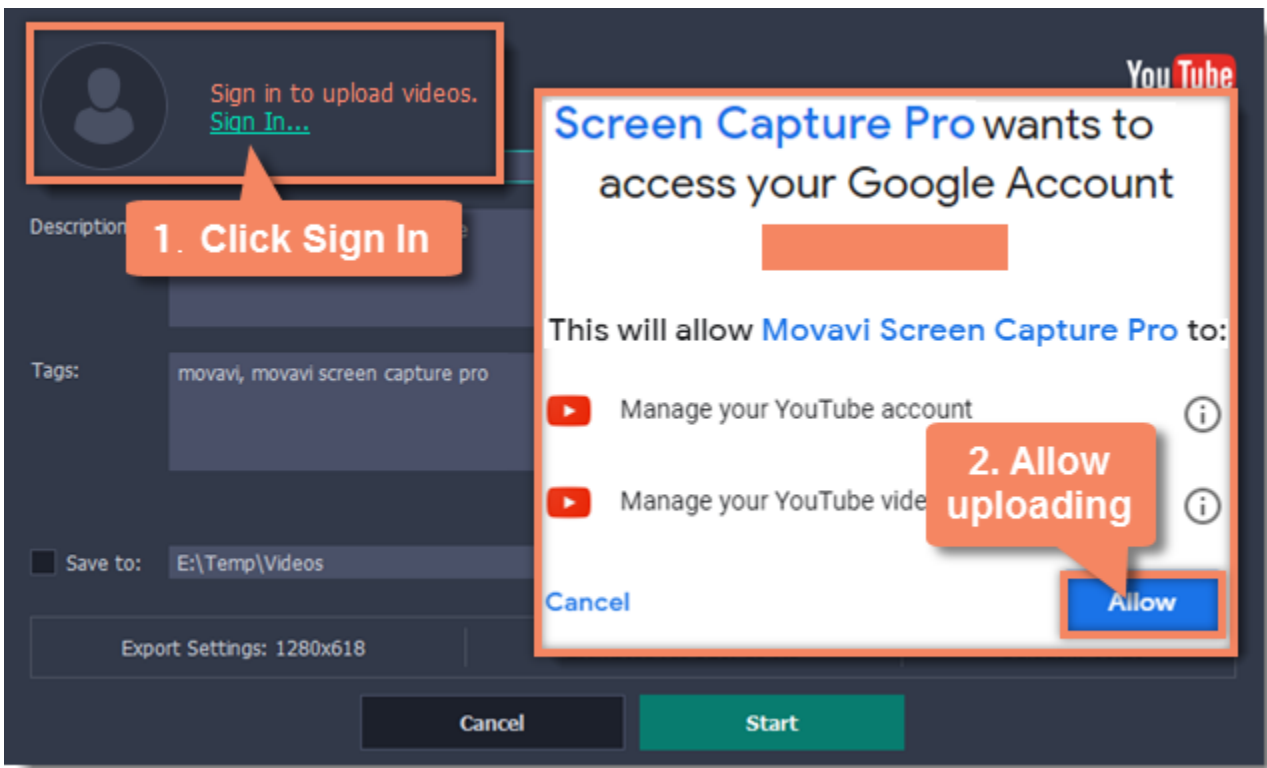 Sign in to upload videos.
Sign In...
YouTube
1. Click Sign In
Description
Tags:
movavi, movavi screen capture pro
Save to:
E:\Temp\Videos
Export Settings: 1280x618
Cancel
Start
Screen Capture Pro wants to
access your Google Account
This will allow Movavi Screen Capture Pro to:
Manage your YouTube account
Manage your YouTube vide
2. Allow
uploading
Cancel
Allow